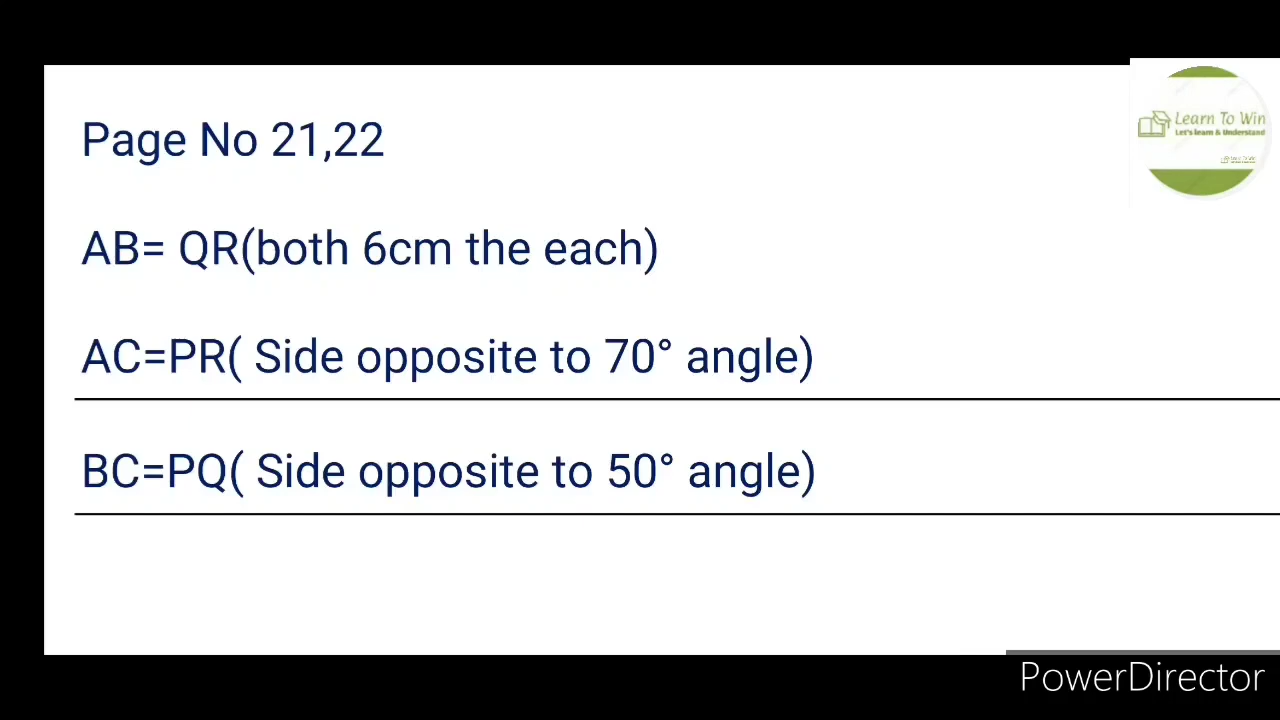 Page No 21,22
Learn To Win
Let's learn & Understand
AB= QR(both 6cm the each)
AC=PR( Side opposite to 70° angle)
BC=PQ( Side opposite to 50° angle)
PowerDirector